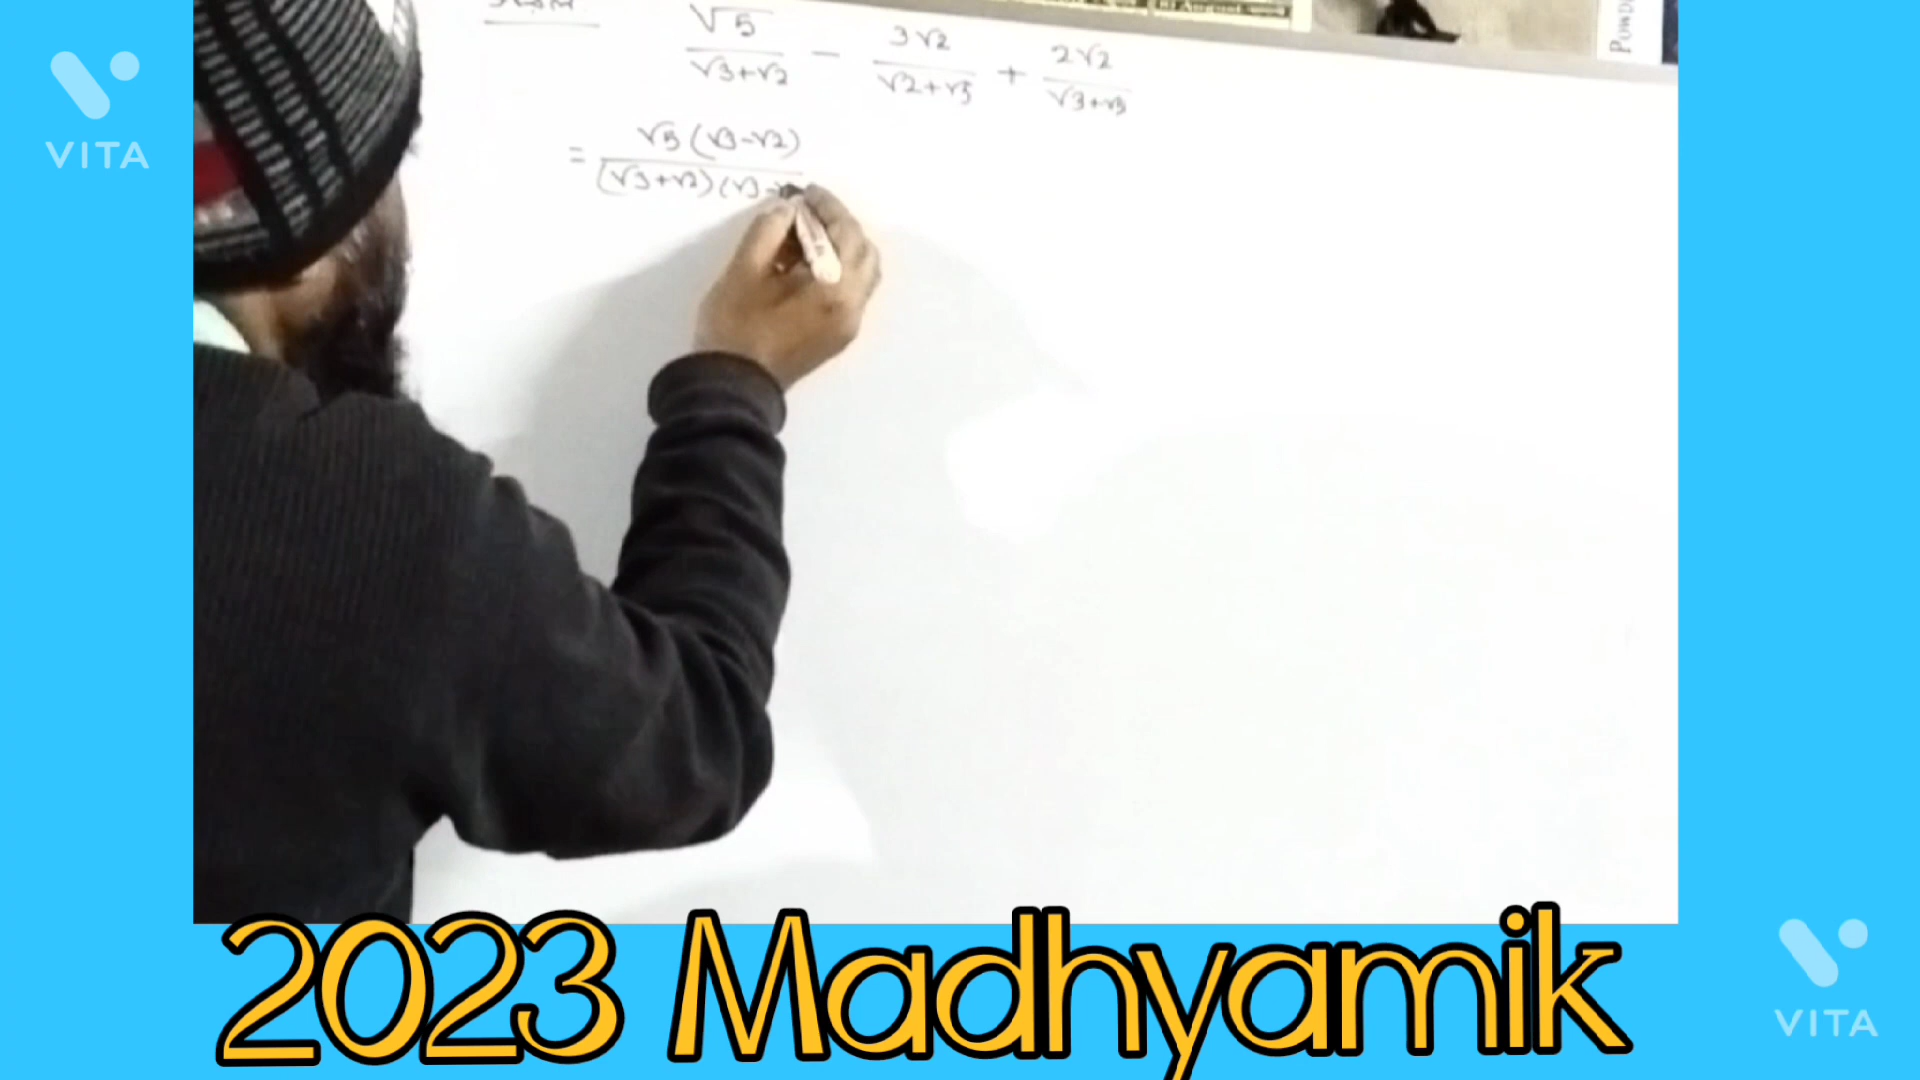 VITA
√5/√3+√2 − 3√2/√2+√5 + 2√2/√3+√5
= √5(√3−√2)/(√3+√2)(√3−
2023 Madhyamik
VITA